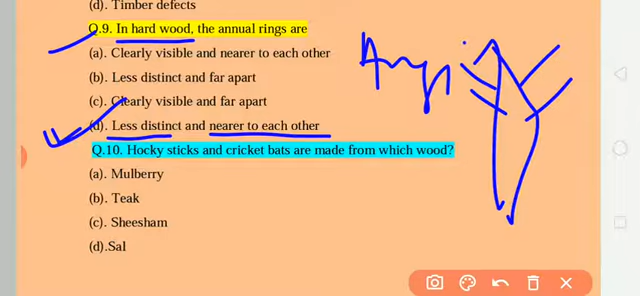 (d). Timber defects
Q.9. In hard wood, the annual rings are
(a). Clearly visible and nearer to each other
(b). Less distinct and far apart
(c). Clearly visible and far apart
(d). Less distinct and nearer to each other
Q.10. Hocky sticks and cricket bats are made from which wood?
(a). Mulberry
(b). Teak
(c). Sheesham
(d).Sal